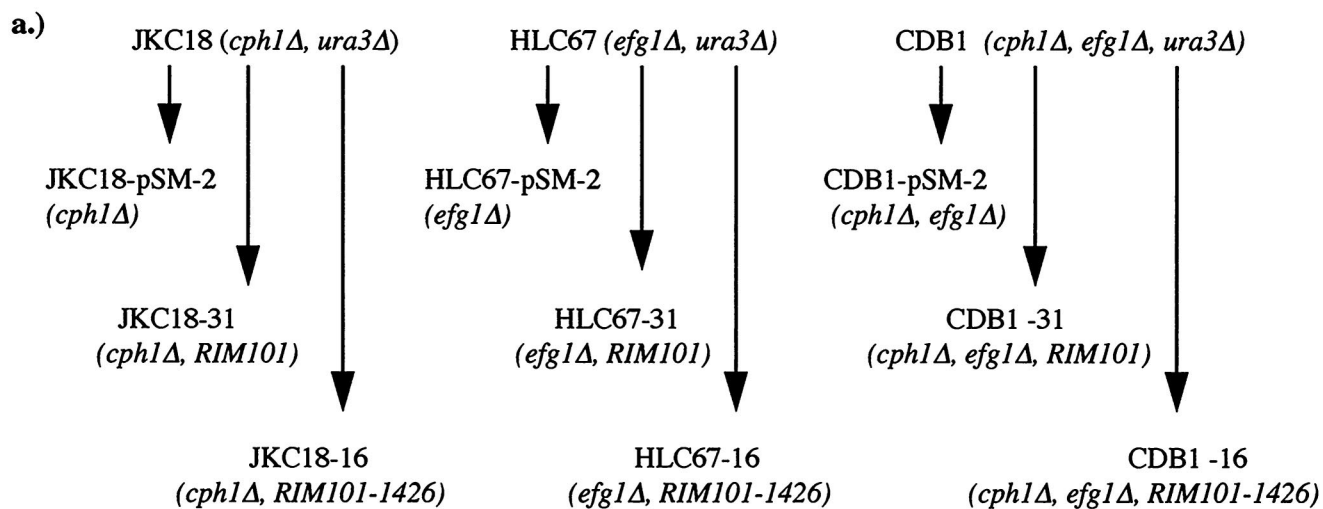 a.)
JKC18 (cph1Δ, ura3Δ) HLC67 (efg1Δ, ura3Δ) CDB1 (cph1Δ, efg1Δ, ura3Δ)
JKC18-pSM-2 HLC67-pSM-2 CDB1-pSM-2
(cph1Δ) (efg1Δ) (cph1Δ, efg1Δ)
JKC18-31 HLC67-31 CDB1 -31
(cph1Δ, RIM101) (efg1Δ, RIM101) (cph1Δ, efg1Δ, RIM101)
JKC18-16 HLC67-16 CDB1 -16
(cph1Δ, RIM101-1426) (efg1Δ, RIM101-1426) (cph1Δ, efg1Δ, RIM101-1426)